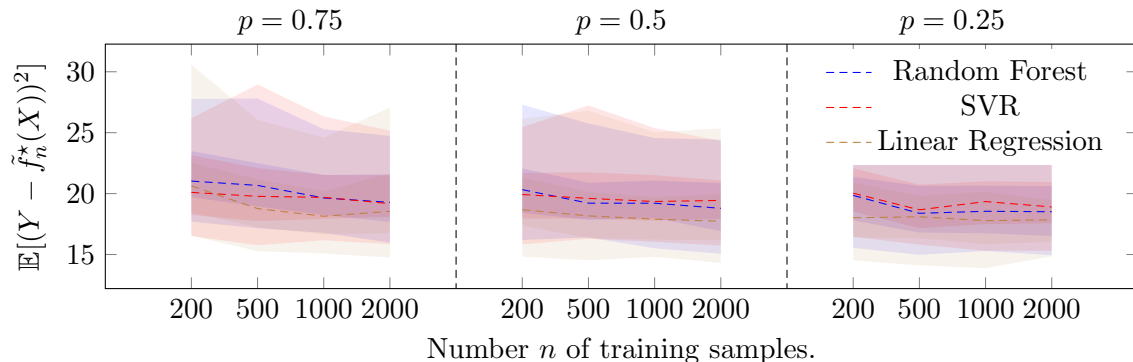 p = 0.75 p = 0.5 p = 0.25
30
25
20
15
𝔼[(Y − f̃ₙ⋆(X))²]
Random Forest
SVR
Linear Regression
200 500 1000 2000 200 500 1000 2000 200 500 1000 2000
Number n of training samples.